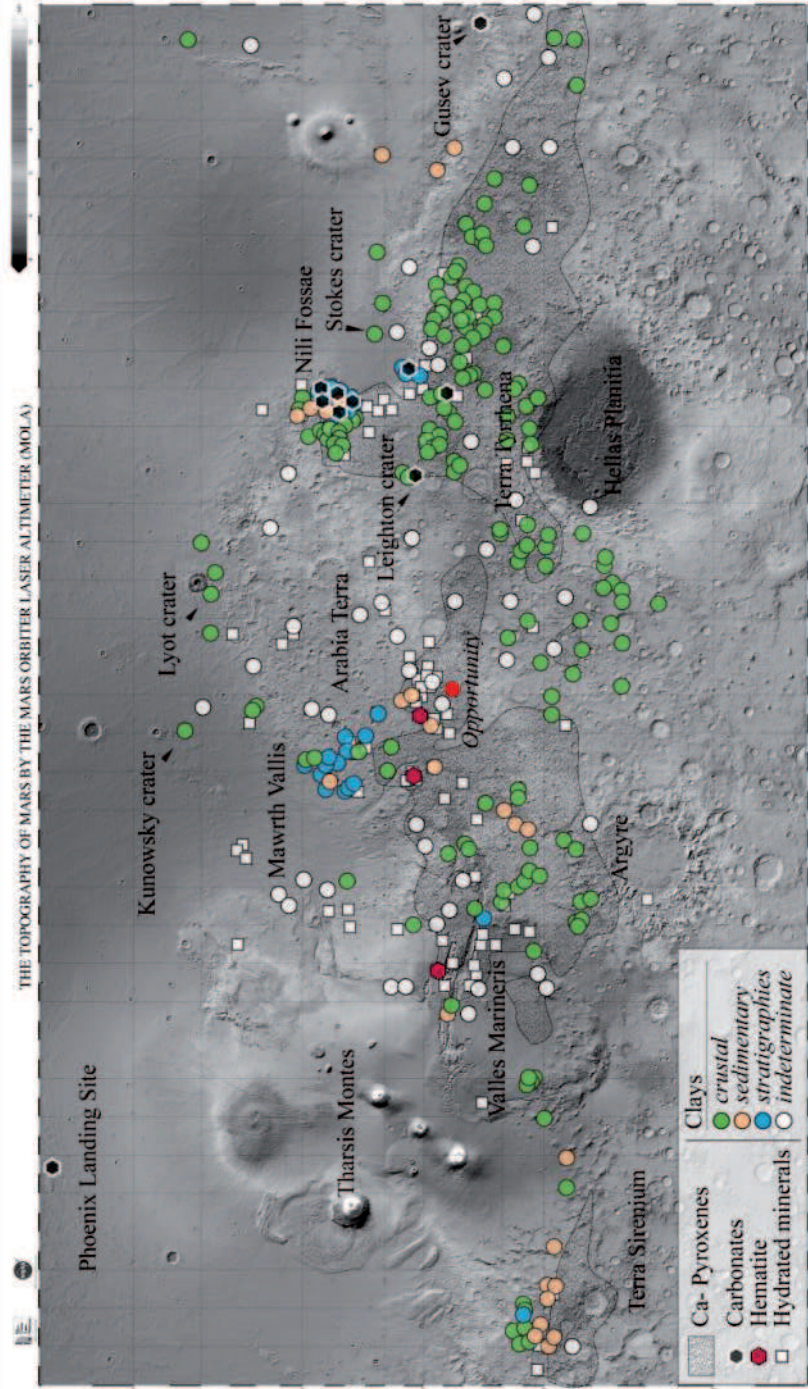 THE TOPOGRAPHY OF MARS BY THE MARS ORBITER LASER ALTIMETER (MOLA)
Phoenix Landing Site
Kunowsky crater
Lyot crater
Mawrth Vallis
Arabia Terra
Nili Fossae
Stokes crater
Gusev crater
Tharsis Montes
Leighton crater
Opportunity
Valles Marineris
Terra Tyrrhena
Hellas Planitia
Argyre
Terra Sirenium
Ca- Pyroxenes
Carbonates
Hematite
Hydrated minerals
Clays
crustal
sedimentary
stratigraphies
indeterminate